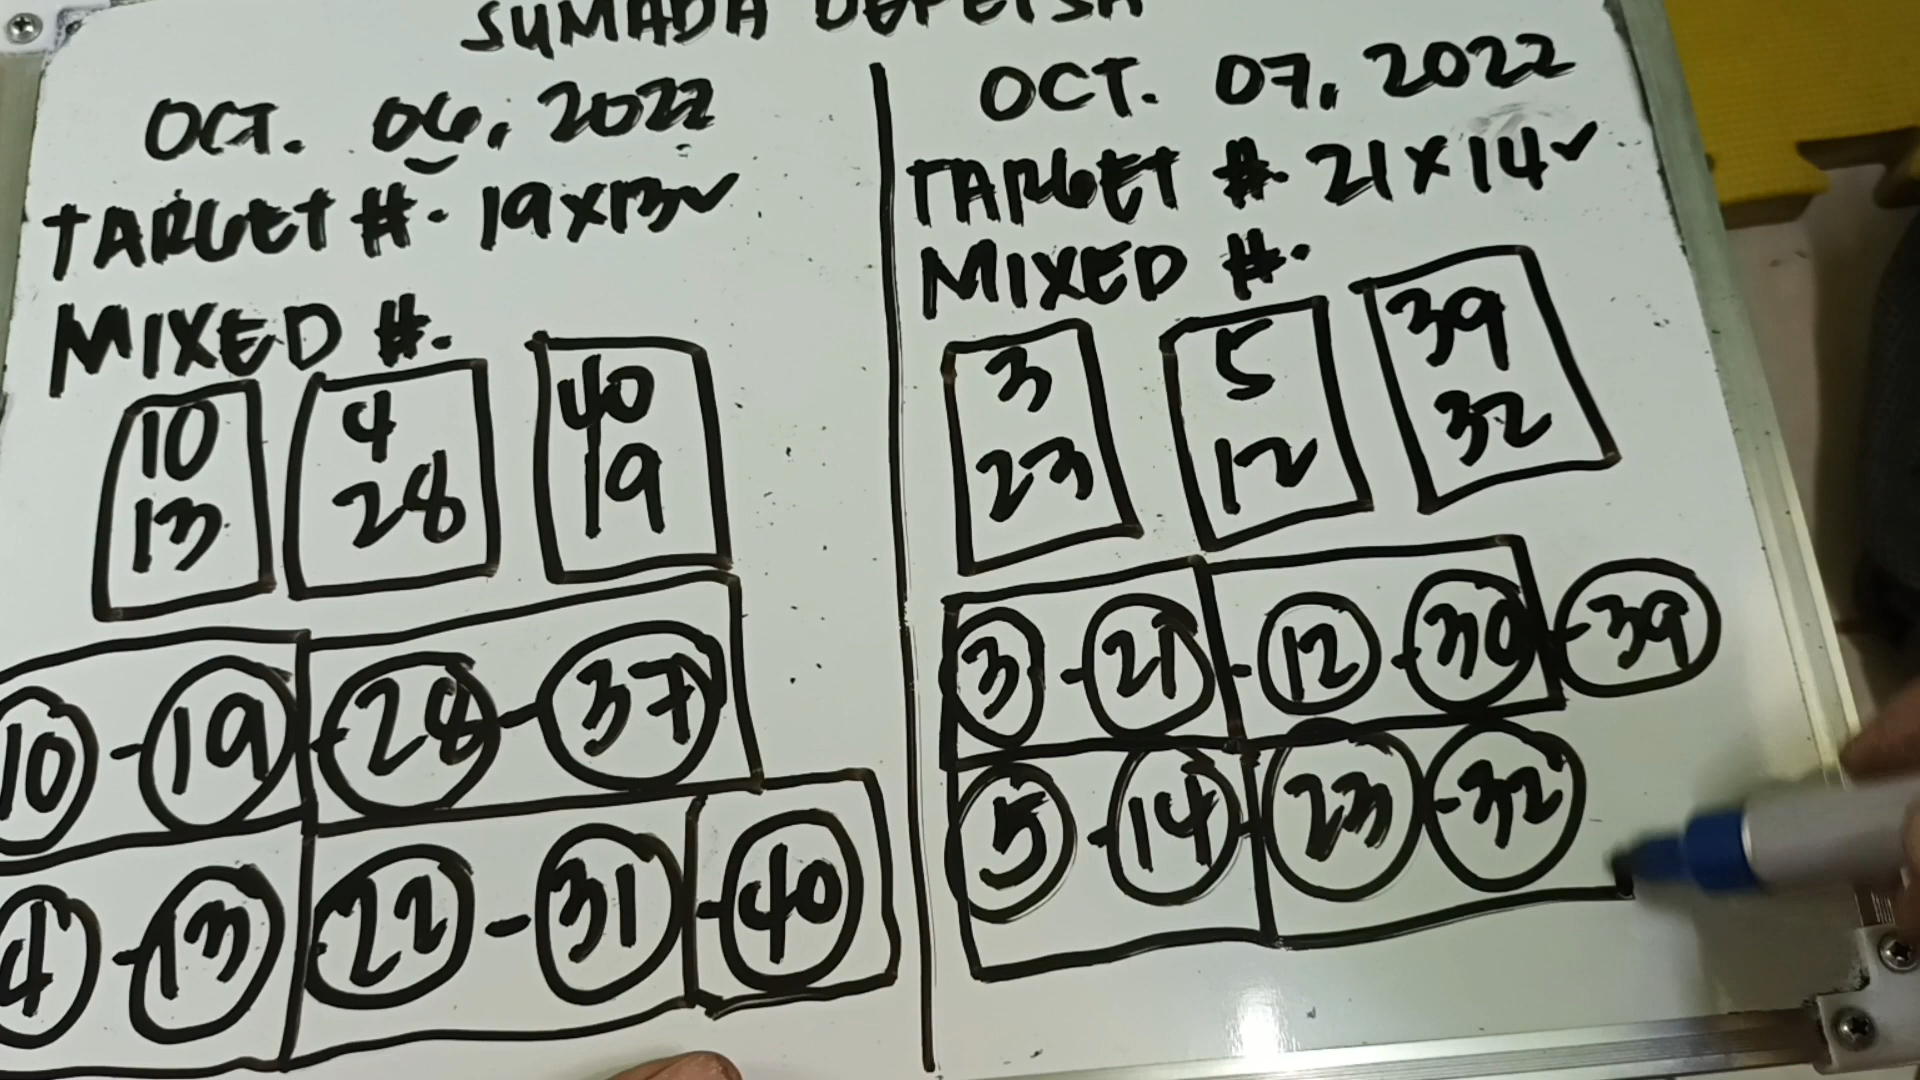 SUMADA
OCT. 06, 2022
TARGET #. 19x13✓
MIXED #.
10 4 40
13 28 19
10 - 19 - 28 - 37
4 - 13 - 22 - 31 - 40
OCT. 07, 2022
TARGET #. 21x14✓
MIXED #.
3 5 39
23 12 32
3 - 21 - 12 - 30 - 39
5 - 14 - 23 - 32